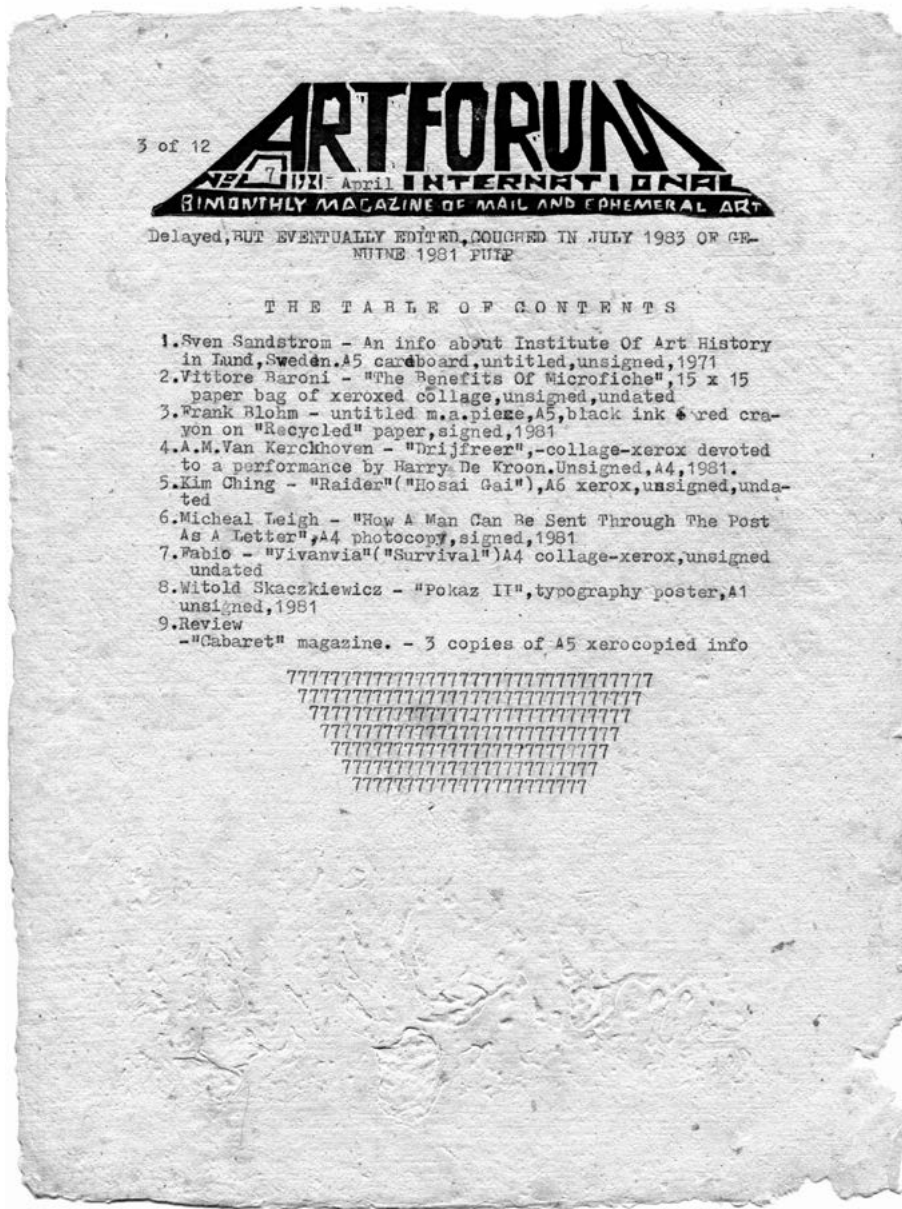 ARTFORUM
3 of 12
No 7 1981- April INTERNATIONAL
BIMONTHLY MAGAZINE OF MAIL AND EPHEMERAL ART
Delayed,BUT EVENTUALLY EDITED,COUCHED IN JULY 1983 OF GE-
NUINE 1981 PULP
THE TABLE OF CONTENTS
1.Sven Sandstrom - An info about Institute Of Art History
in Lund,Sweden.A5 cardboard,untitled,unsigned,1971
2.Vittore Baroni - "The Benefits Of Microfiche",15 x 15
paper bag of xeroxed collage,unsigned,undated
3.Frank Blohm - untitled m.a.pieze,A5,black ink & red cra-
yon on "Recycled" paper,signed,1981
4.A.M.Van Kerckhoven - "Drijfreer",-collage-xerox devoted
to a performance by Harry De Kroon.Unsigned,A4,1981.
5.Kim Ching - "Raider"("Hosai Gai"),A6 xerox,unsigned,unda-
ted
6.Micheal Leigh - "How A Man Can Be Sent Through The Post
As A Letter",A4 photocopy,signed,1981
7.Fabio - "Vivanvia"("Survival")A4 collage-xerox,unsigned
undated
8.Witold Skaczkiewicz - "Pokaz II",typography poster,A1
unsigned,1981
9.Review
-"Cabaret" magazine. - 3 copies of A5 xerocopied info
7777777777777777777777777777777777
77777777777777777777777777777777
777777777777777777777777777777
7777777777777777777777777777
77777777777777777777777777
777777777777777777777777
7777777777777777777777